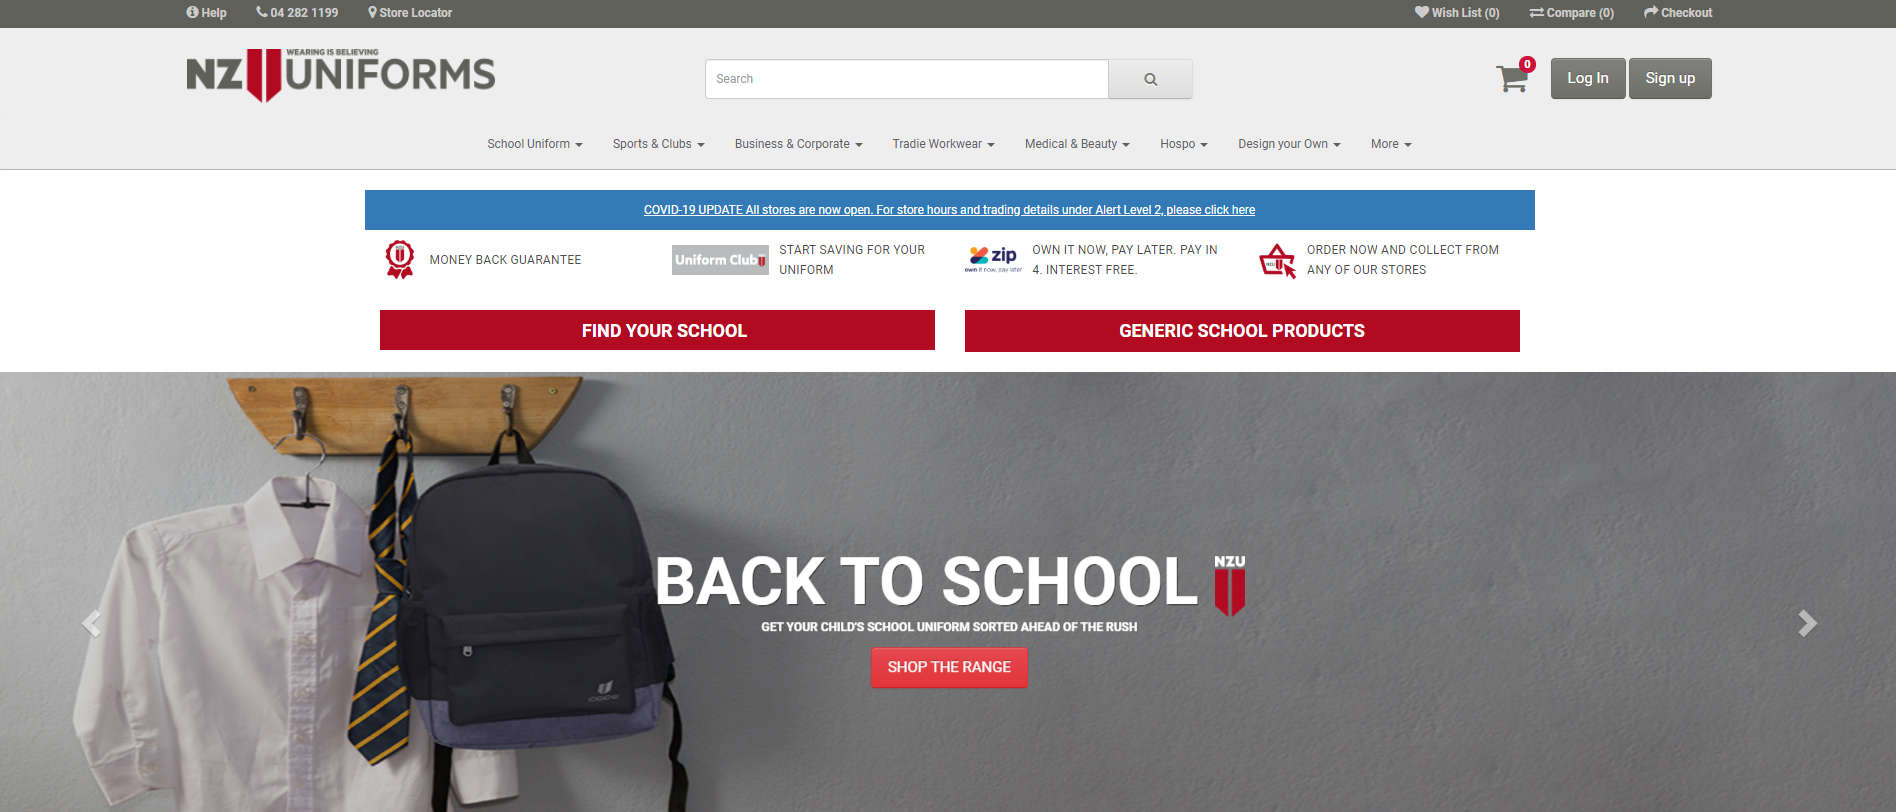 Help
04 282 1199
Store Locator
Wish List (0)
Compare (0)
Checkout
WEARING IS BELIEVING
NZ UNIFORMS
Search
0
Log In
Sign up
School Uniform
Sports & Clubs
Business & Corporate
Tradie Workwear
Medical & Beauty
Hospo
Design your Own
More
COVID-19 UPDATE All stores are now open. For store hours and trading details under Alert Level 2, please click here
NZU
MONEY BACK GUARANTEE
Uniform Club
START SAVING FOR YOUR
UNIFORM
zip
own it now, pay later
OWN IT NOW, PAY LATER. PAY IN
4. INTEREST FREE.
NZU
ORDER NOW AND COLLECT FROM
ANY OF OUR STORES
FIND YOUR SCHOOL
GENERIC SCHOOL PRODUCTS
BACK TO SCHOOL
NZU
GET YOUR CHILD'S SCHOOL UNIFORM SORTED AHEAD OF THE RUSH
SHOP THE RANGE